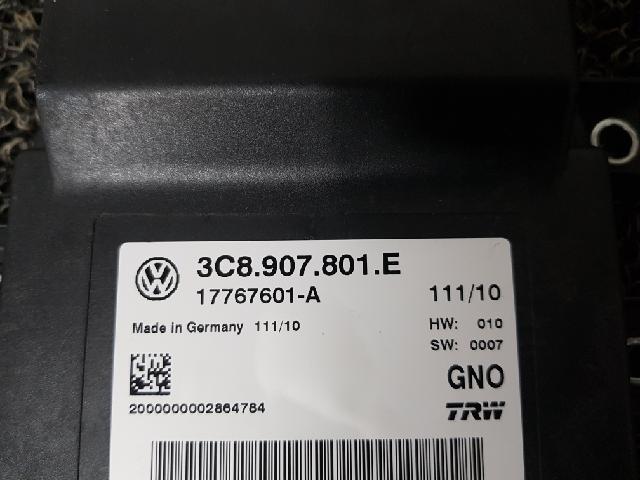 3C8.907.801.E
17767601-A 111/10
Made in Germany 111/10 HW: 010
SW: 0007
GNO
2000000002864784 TRW